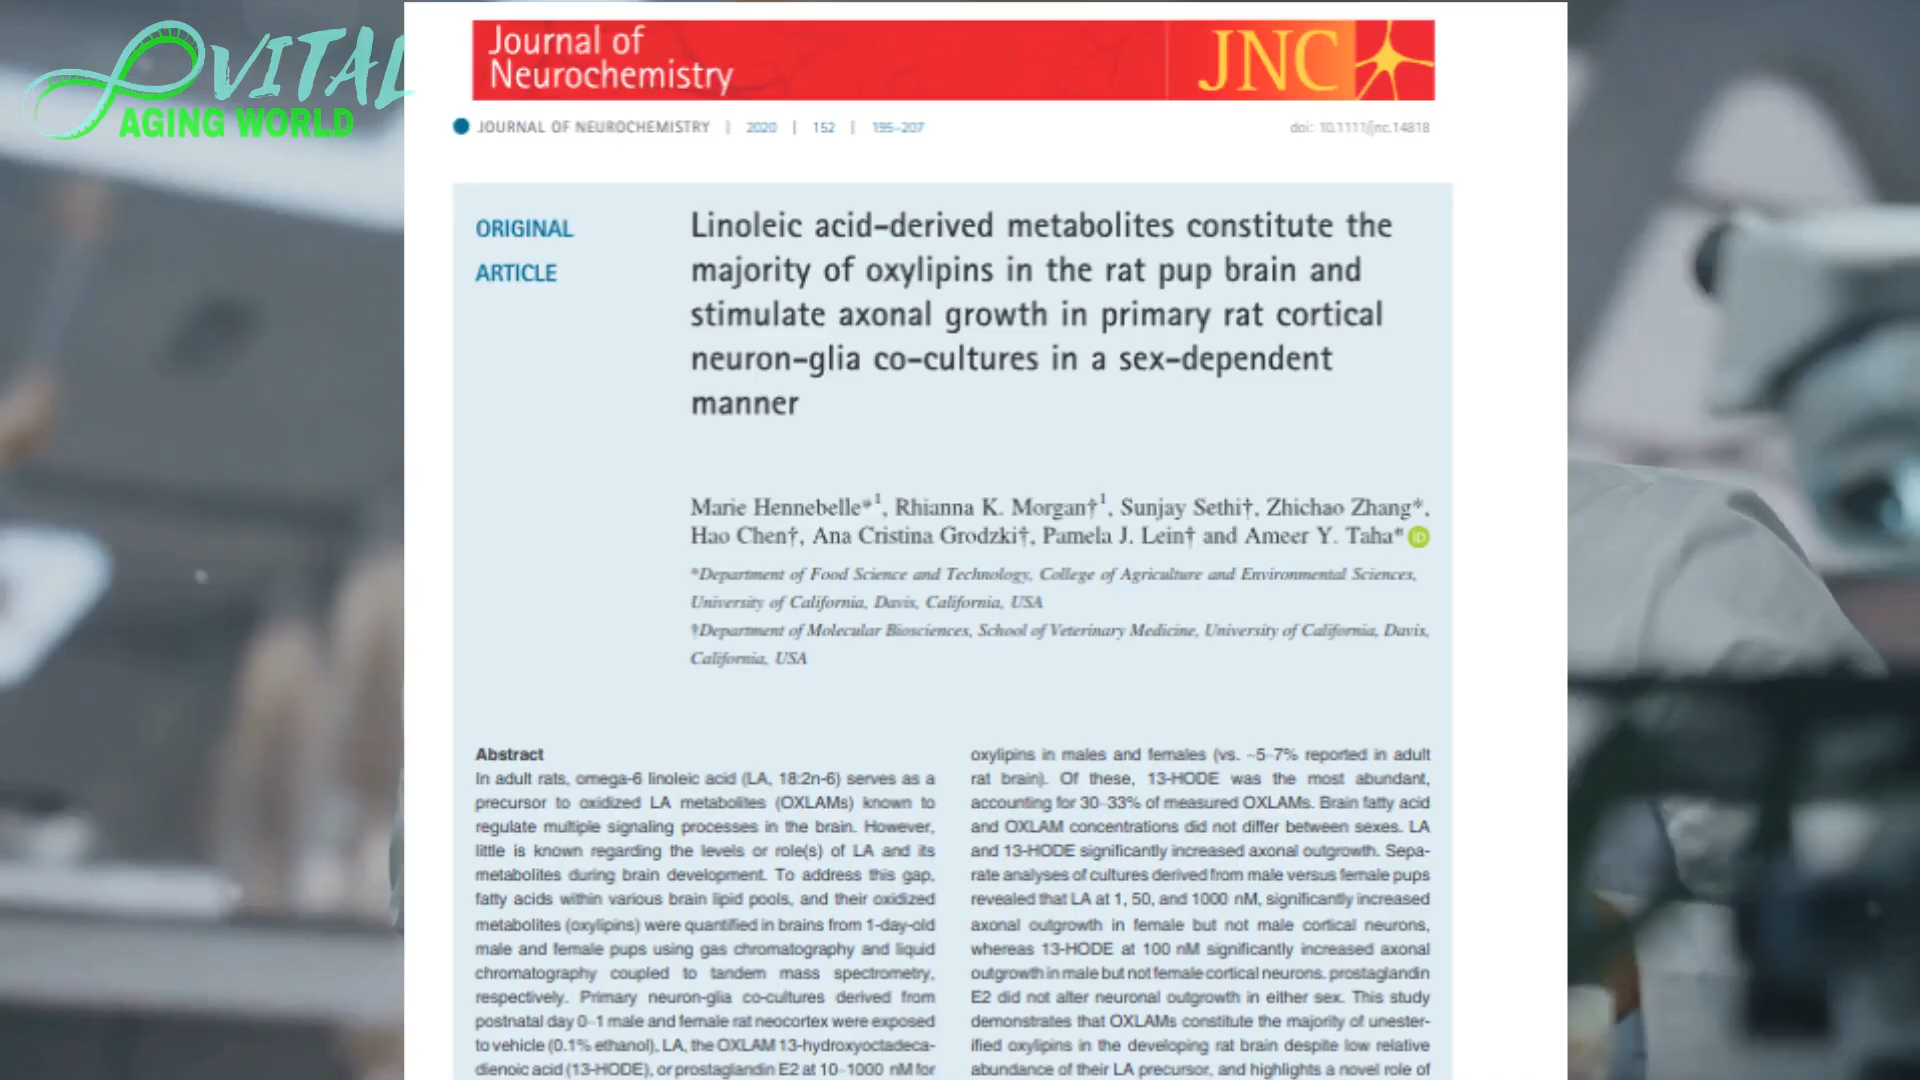 VITAL
AGING WORLD
Journal of
Neurochemistry
JNC
JOURNAL OF NEUROCHEMISTRY | 2020 | 152 | 195–207
doi: 10.1111/jnc.14818
ORIGINAL
ARTICLE
Linoleic acid–derived metabolites constitute the
majority of oxylipins in the rat pup brain and
stimulate axonal growth in primary rat cortical
neuron–glia co–cultures in a sex–dependent
manner
Marie Hennebelle*¹, Rhianna K. Morgan†¹, Sunjay Sethi†, Zhichao Zhang*,
Hao Chen†, Ana Cristina Grodzki†, Pamela J. Lein† and Ameer Y. Taha* iD
*Department of Food Science and Technology, College of Agriculture and Environmental Sciences,
University of California, Davis, California, USA
†Department of Molecular Biosciences, School of Veterinary Medicine, University of California, Davis,
California, USA
Abstract
In adult rats, omega-6 linoleic acid (LA, 18:2n-6) serves as a
precursor to oxidized LA metabolites (OXLAMs) known to
regulate multiple signaling processes in the brain. However,
little is known regarding the levels or role(s) of LA and its
metabolites during brain development. To address this gap,
fatty acids within various brain lipid pools, and their oxidized
metabolites (oxylipins) were quantified in brains from 1-day-old
male and female pups using gas chromatography and liquid
chromatography coupled to tandem mass spectrometry,
respectively. Primary neuron-glia co-cultures derived from
postnatal day 0–1 male and female rat neocortex were exposed
to vehicle (0.1% ethanol), LA, the OXLAM 13-hydroxyoctadeca-
dienoic acid (13-HODE), or prostaglandin E2 at 10–1000 nM for
oxylipins in males and females (vs. ~5–7% reported in adult
rat brain). Of these, 13-HODE was the most abundant,
accounting for 30–33% of measured OXLAMs. Brain fatty acid
and OXLAM concentrations did not differ between sexes. LA
and 13-HODE significantly increased axonal outgrowth. Sepa-
rate analyses of cultures derived from male versus female pups
revealed that LA at 1, 50, and 1000 nM, significantly increased
axonal outgrowth in female but not male cortical neurons,
whereas 13-HODE at 100 nM significantly increased axonal
outgrowth in male but not female cortical neurons. prostaglandin
E2 did not alter neuronal outgrowth in either sex. This study
demonstrates that OXLAMs constitute the majority of unester-
ified oxylipins in the developing rat brain despite low relative
abundance of their LA precursor, and highlights a novel role of